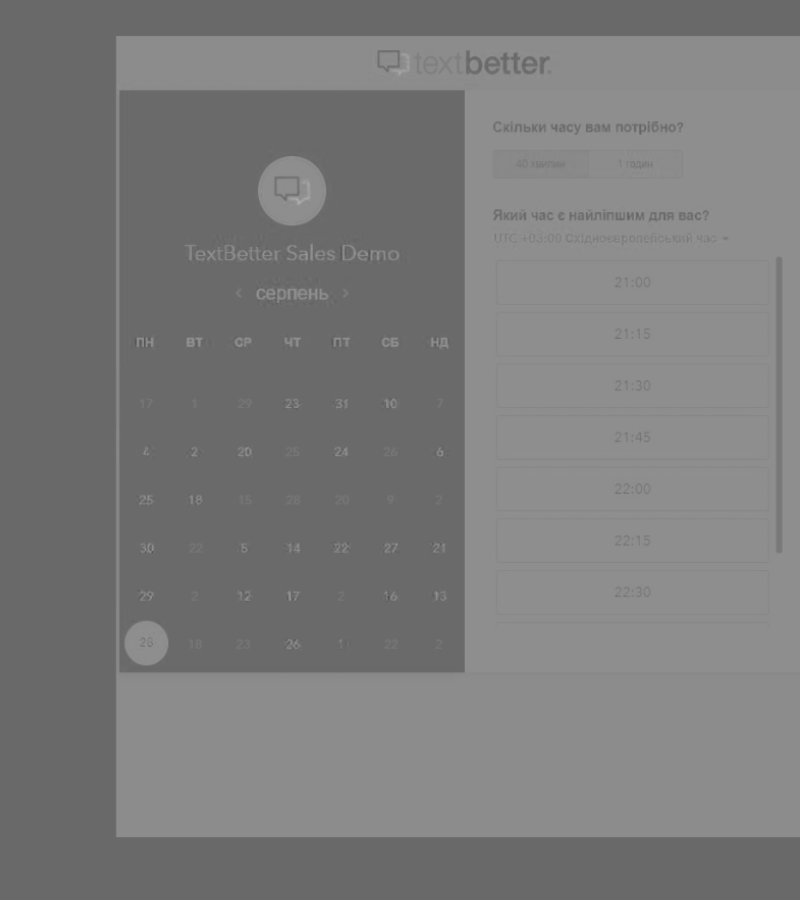 textbetter.
TextBetter Sales Demo
‹ серпень ›
ПН ВТ СР ЧТ ПТ СБ НД
17 1 29 23 31 10 7
4 2 20 25 24 26 6
25 18 15 28 20 9 2
30 22 5 14 22 27 21
29 2 12 17 2 16 13
28 18 23 26 1 22 2
Скільки часу вам потрібно?
40 хвилин 1 годин
Який час є найліпшим для вас?
UTC +03:00 Східноєвропейський час
21:00
21:15
21:30
21:45
22:00
22:15
22:30